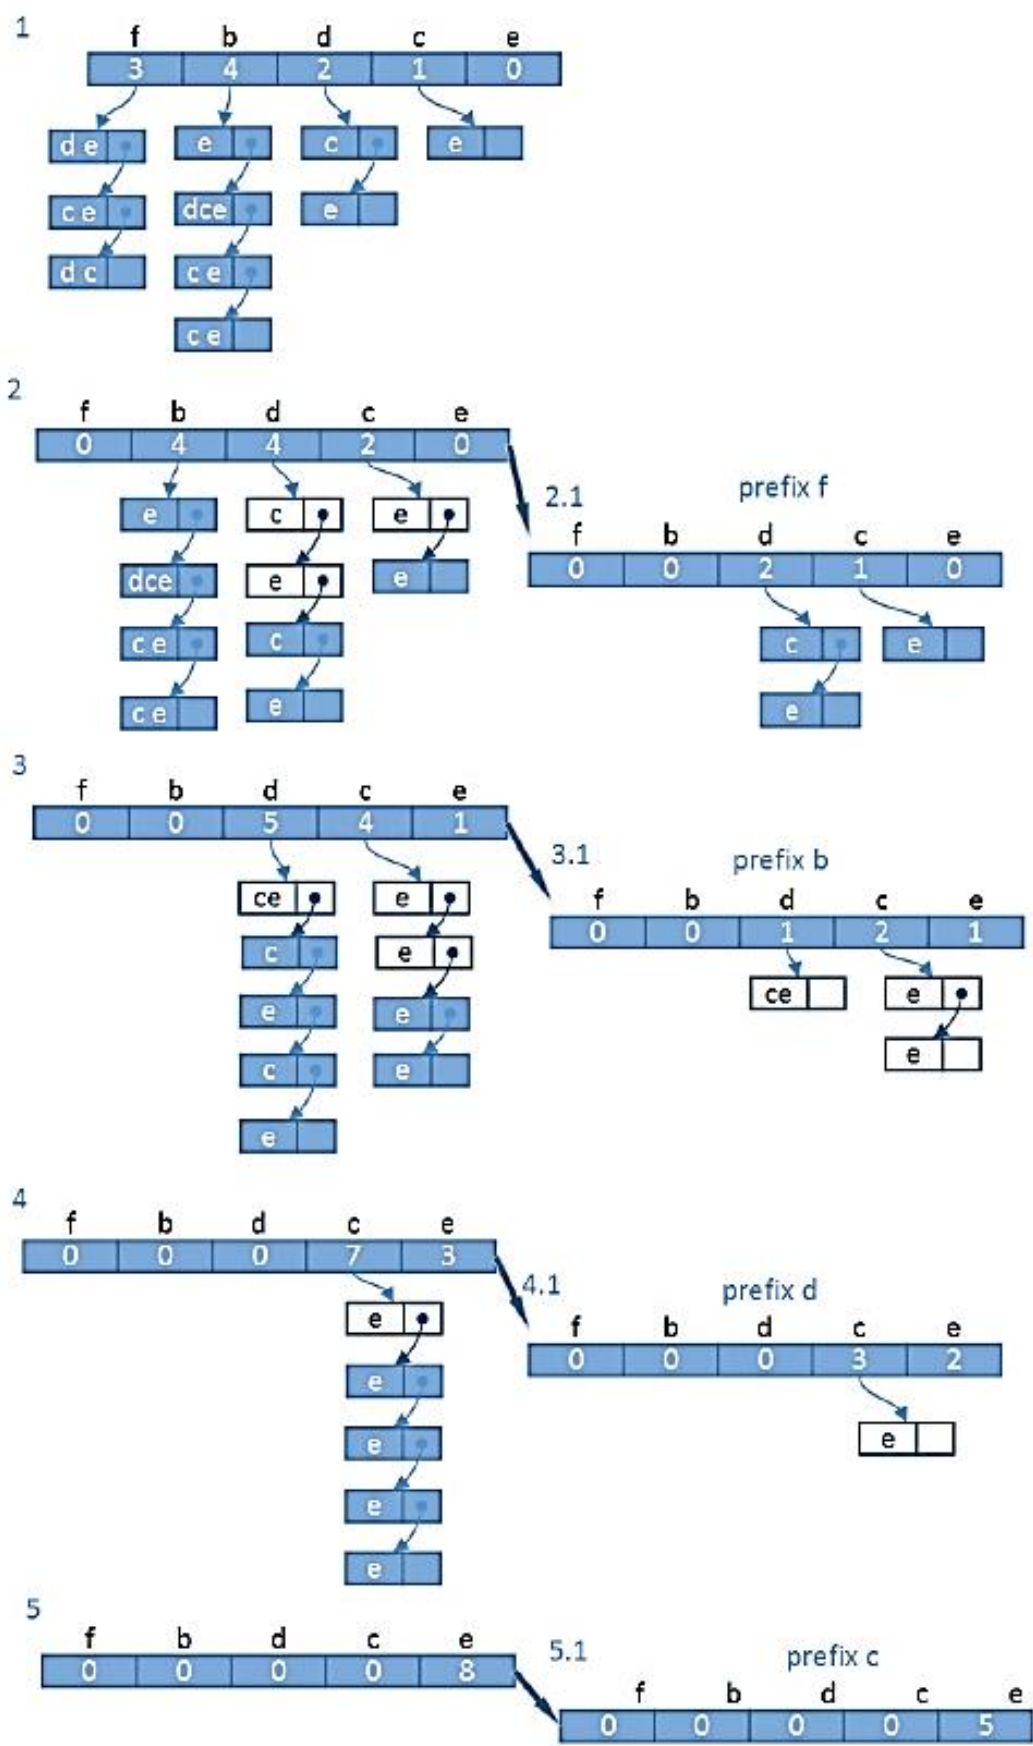 1
f b d c e
3 4 2 1 0
d e e c e
c e dce e
d c c e
c e
2
f b d c e
0 4 4 2 0
2.1 prefix f
f b d c e
0 0 2 1 0
e c e
dce e e
c e c
c e e
c e
e
3
f b d c e
0 0 5 4 1
3.1 prefix b
f b d c e
0 0 1 2 1
ce e
c e
e e
c e
e
ce e
e
4
f b d c e
0 0 0 7 3
4.1 prefix d
f b d c e
0 0 0 3 2
e
e
e
e
e
e
5
f b d c e
0 0 0 0 8
5.1 prefix c
f b d c e
0 0 0 0 5